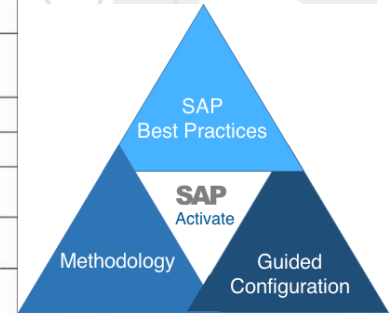 SAP
Best Practices
SAP
Activate
Methodology
Guided
Configuration